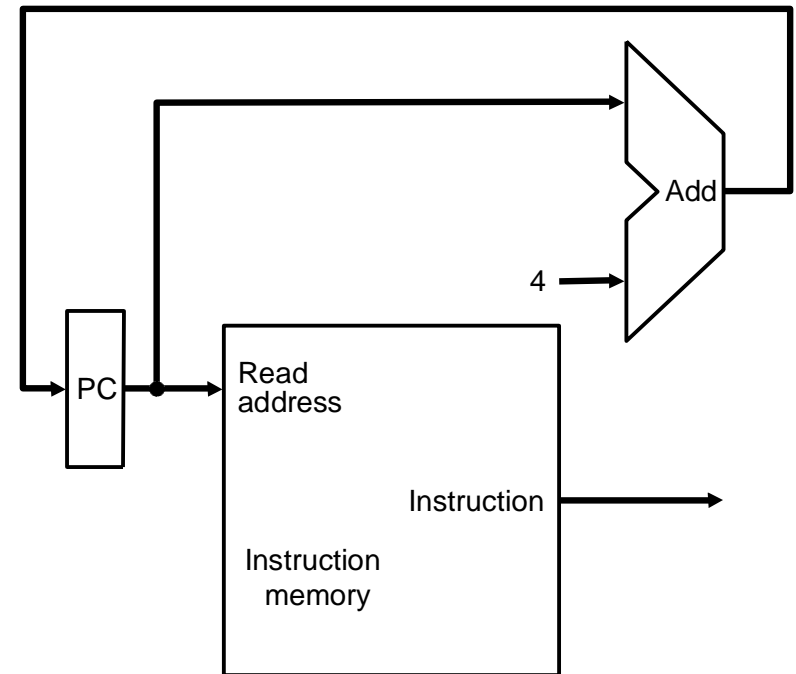 Add
4
PC
Read
address
Instruction
Instruction
memory